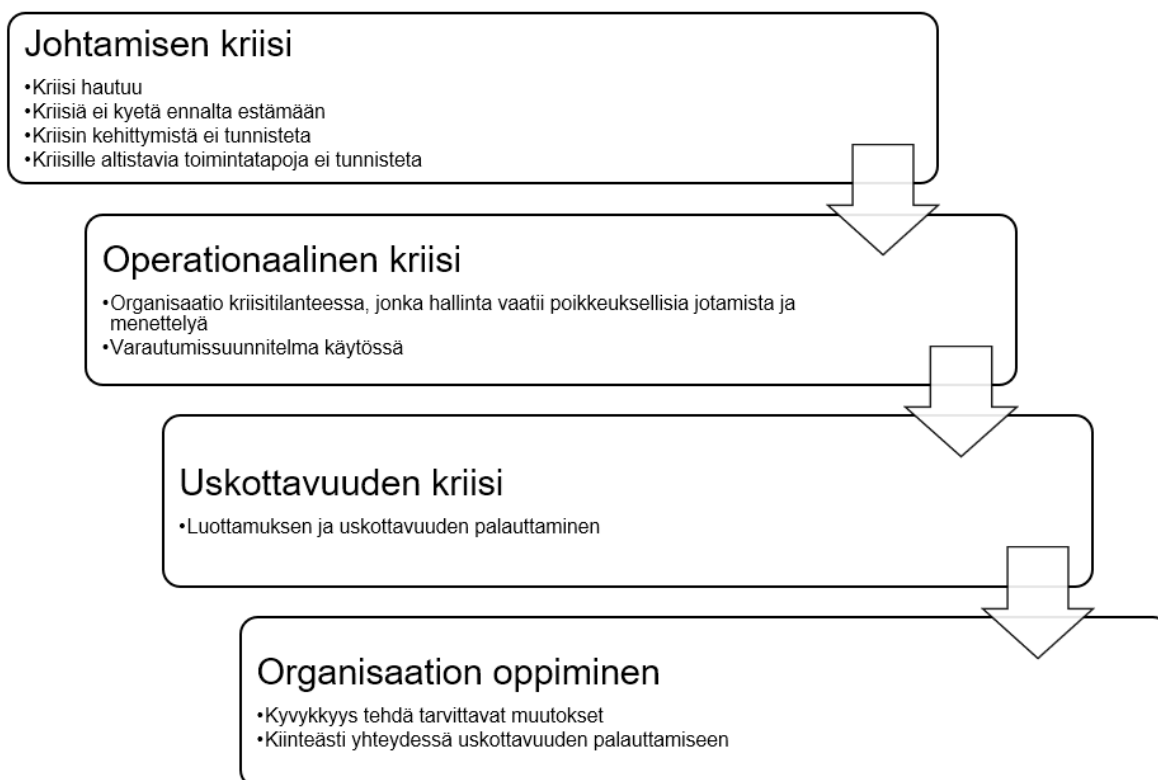 Johtamisen kriisi
•Kriisi hautuu
•Kriisiä ei kyetä ennalta estämään
•Kriisin kehittymistä ei tunnisteta
•Kriisille altistavia toimintatapoja ei tunnisteta
Operationaalinen kriisi
•Organisaatio kriisitilanteessa, jonka hallinta vaatii poikkeuksellisia jotamista ja
menettelyä
•Varautumissuunnitelma käytössä
Uskottavuuden kriisi
•Luottamuksen ja uskottavuuden palauttaminen
Organisaation oppiminen
•Kyvykkyys tehdä tarvittavat muutokset
•Kiinteästi yhteydessä uskottavuuden palauttamiseen